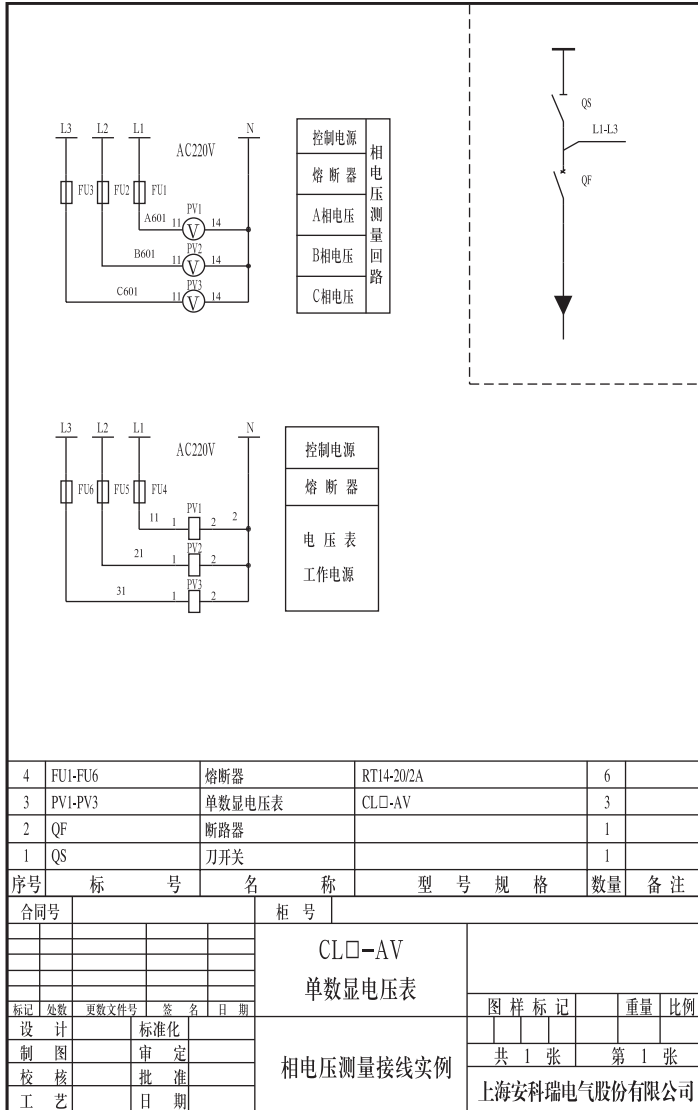 QS
L1-L3
QF
L3 L2 L1 N
AC220V
FU3 FU2 FU1
A601 11 PV1 14
B601 11 PV2 14
C601 11 PV3 14
V
V
V
控制电源
熔断器
A相电压
B相电压
C相电压
相电压测量回路
L3 L2 L1 N
AC220V
FU6 FU5 FU4
11 1 PV1 2 2
21 1 PV2 2
31 1 PV3 2
控制电源
熔断器
电压表
工作电源
4 FU1-FU6 熔断器 RT14-20/2A 6
3 PV1-PV3 单数显电压表 CL□-AV 3
2 QF 断路器 1
1 QS 刀开关 1
序号 标号 名称 型号规格 数量 备注
合同号 柜号
CL□-AV
单数显电压表
标记 处数 更数文件号 签名 日期
图样标记 重量 比例
设计 标准化
制图 审定
校核 批准
工艺 日期
相电压测量接线实例
共 1 张 第 1 张
上海安科瑞电气股份有限公司